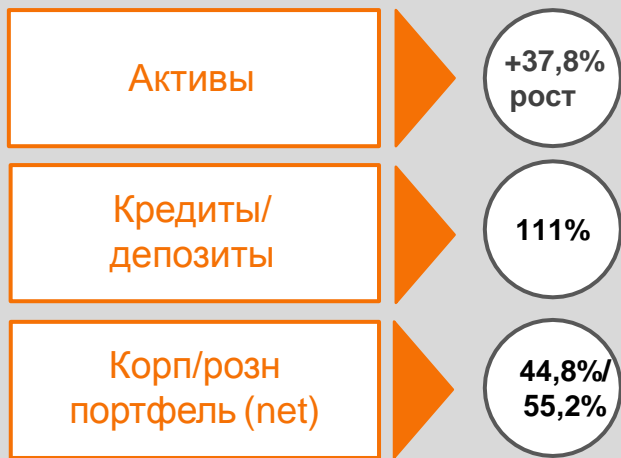 Активы
+37,8%
рост
Кредиты/
депозиты
111%
Корп/розн
портфель (net)
44,8%/
55,2%